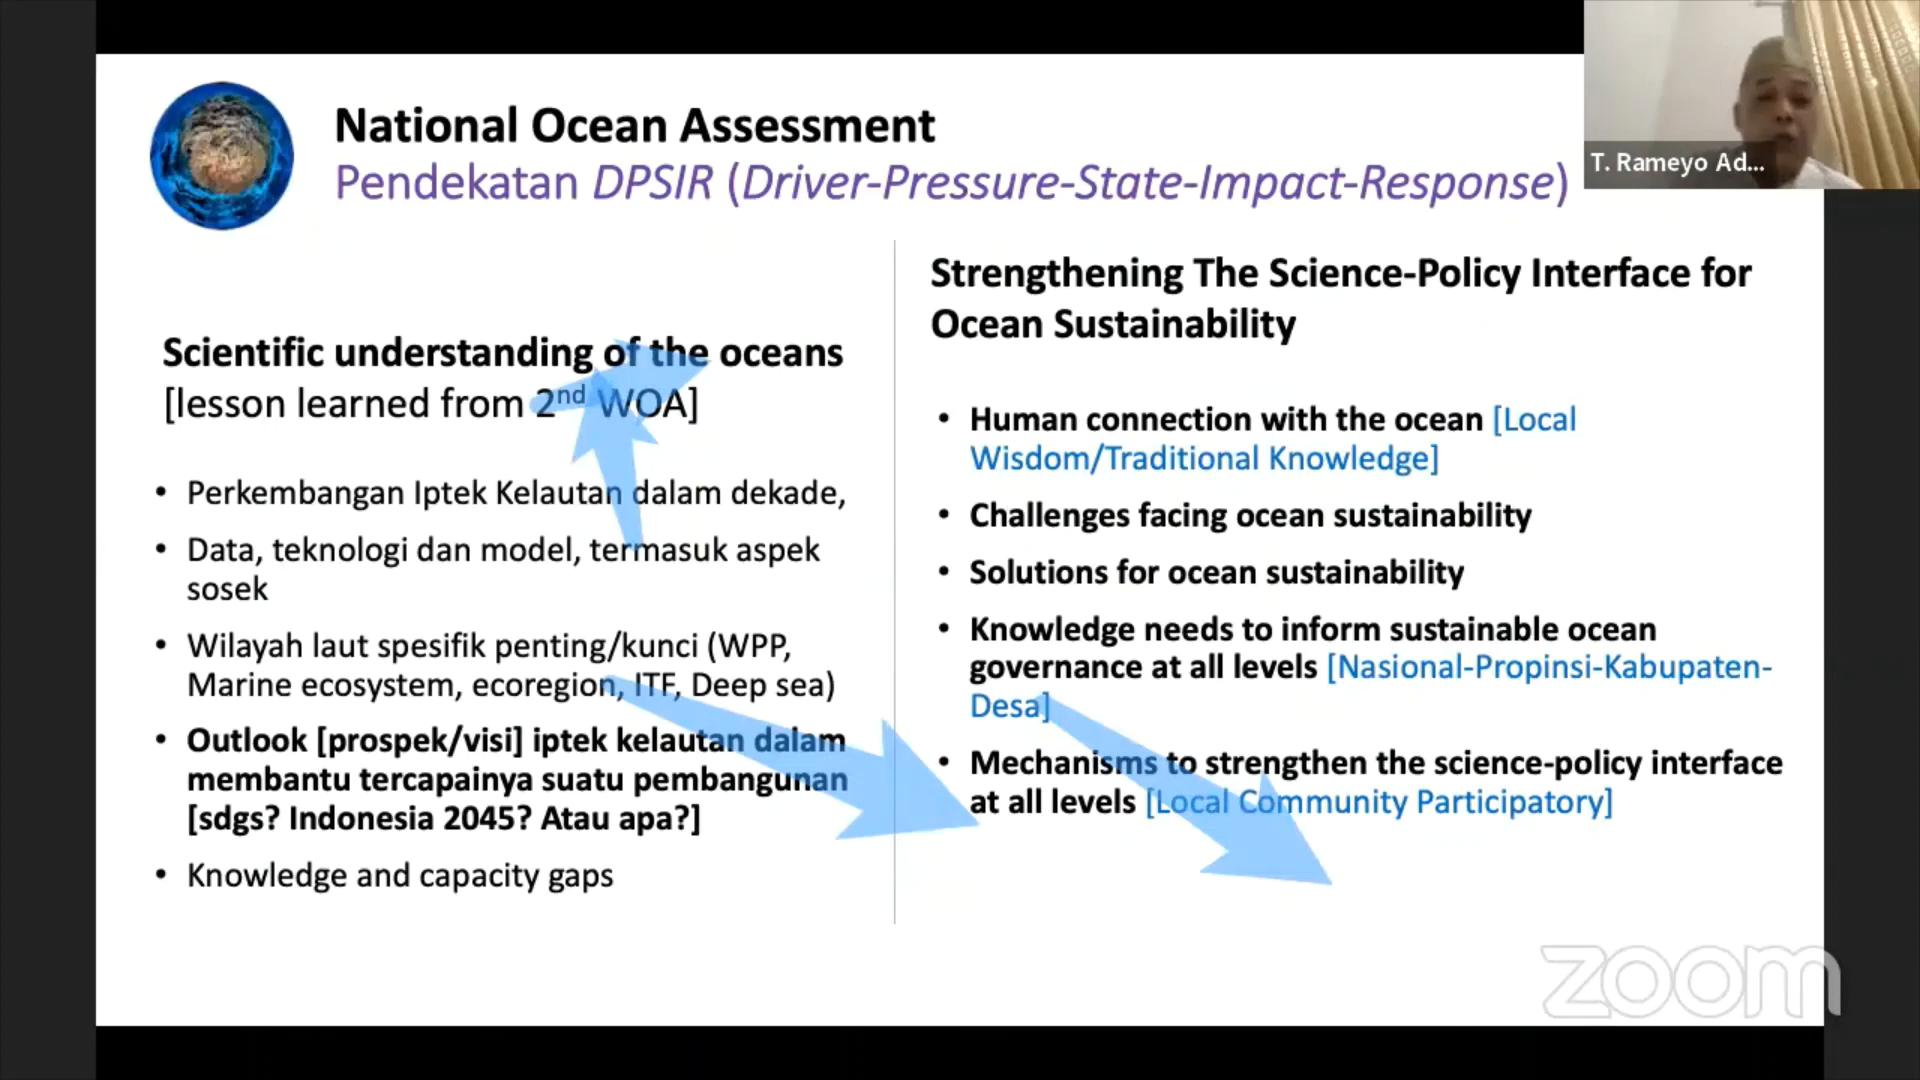 National Ocean Assessment
Pendekatan DPSIR (Driver-Pressure-State-Impact-Response)
T. Rameyo Ad...
Scientific understanding of the oceans
[lesson learned from 2nd WOA]
• Perkembangan Iptek Kelautan dalam dekade,
• Data, teknologi dan model, termasuk aspek
sosek
• Wilayah laut spesifik penting/kunci (WPP,
Marine ecosystem, ecoregion, ITF, Deep sea)
• Outlook [prospek/visi] iptek kelautan dalam
membantu tercapainya suatu pembangunan
[sdgs? Indonesia 2045? Atau apa?]
• Knowledge and capacity gaps
Strengthening The Science-Policy Interface for
Ocean Sustainability
• Human connection with the ocean [Local
Wisdom/Traditional Knowledge]
• Challenges facing ocean sustainability
• Solutions for ocean sustainability
• Knowledge needs to inform sustainable ocean
governance at all levels [Nasional-Propinsi-Kabupaten-
Desa]
• Mechanisms to strengthen the science-policy interface
at all levels [Local Community Participatory]
zoom